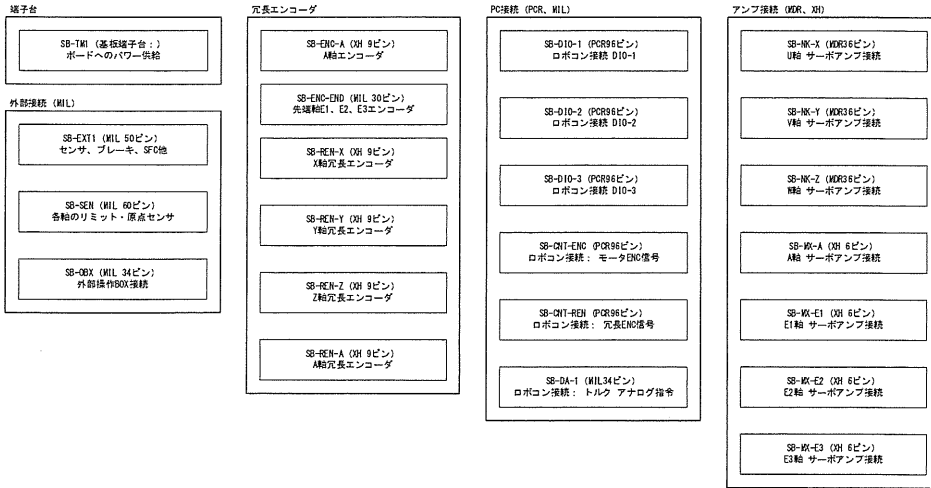 端子台
SB-TM1 (基板端子台:)
ボードへのパワー供給
外部接続 (MIL)
SB-EXT1 (MIL 50ピン)
センサ、ブレーキ、SFC他
SB-SEN (MIL 60ピン)
各軸のリミット・原点センサ
SB-OBX (MIL 34ピン)
外部操作BOX接続
冗長エンコーダ
SB-ENC-A (XH 9ピン)
A軸エンコーダ
SB-ENC-END (MIL 30ピン)
先端軸E1、E2、E3エンコーダ
SB-REN-X (XH 9ピン)
X軸冗長エンコーダ
SB-REN-Y (XH 9ピン)
Y軸冗長エンコーダ
SB-REN-Z (XH 9ピン)
Z軸冗長エンコーダ
SB-REN-A (XH 9ピン)
A軸冗長エンコーダ
PC接続 (PCR、MIL)
SB-DIO-1 (PCR96ピン)
ロボコン接続 DIO-1
SB-DIO-2 (PCR96ピン)
ロボコン接続 DIO-2
SB-DIO-3 (PCR96ピン)
ロボコン接続 DIO-3
SB-CNT-ENC (PCR96ピン)
ロボコン接続: モータENC信号
SB-CNT-REN (PCR96ピン)
ロボコン接続: 冗長ENC信号
SB-DA-1 (MIL34ピン)
ロボコン接続: トルク アナログ指令
アンプ接続 (MDR、XH)
SB-NK-X (MDR36ピン)
U軸 サーボアンプ接続
SB-NK-Y (MDR36ピン)
V軸 サーボアンプ接続
SB-NK-Z (MDR36ピン)
W軸 サーボアンプ接続
SB-MX-A (XH 6ピン)
A軸 サーボアンプ接続
SB-MX-E1 (XH 6ピン)
E1軸 サーボアンプ接続
SB-MX-E2 (XH 6ピン)
E2軸 サーボアンプ接続
SB-MX-E3 (XH 6ピン)
E3軸 サーボアンプ接続